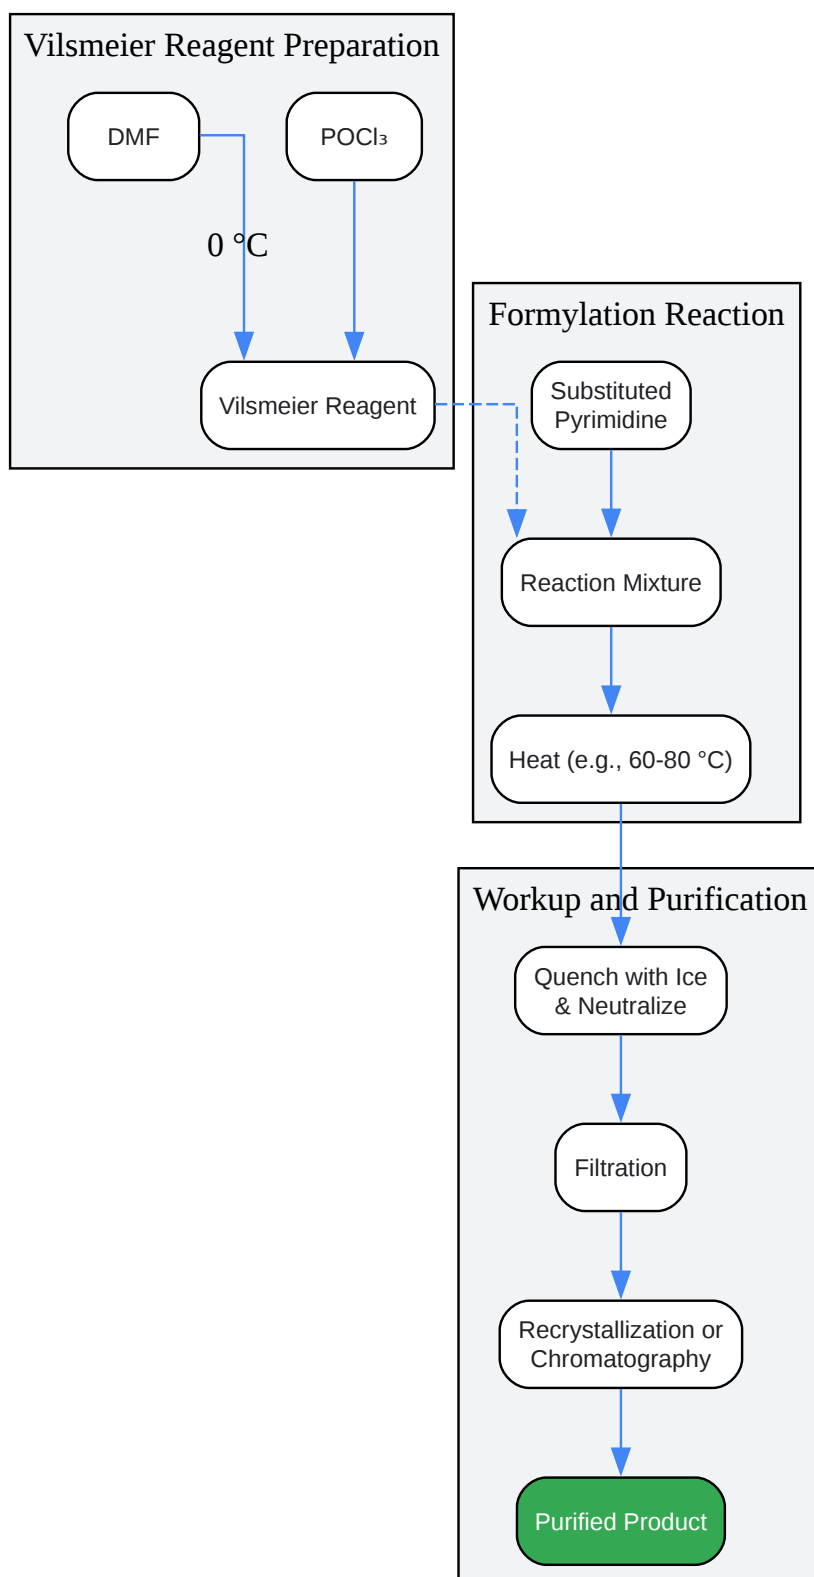 Vilsmeier Reagent Preparation
DMF
POCl₃
0 °C
Vilsmeier Reagent
Formylation Reaction
Substituted
Pyrimidine
Reaction Mixture
Heat (e.g., 60-80 °C)
Workup and Purification
Quench with Ice
& Neutralize
Filtration
Recrystallization or
Chromatography
Purified Product